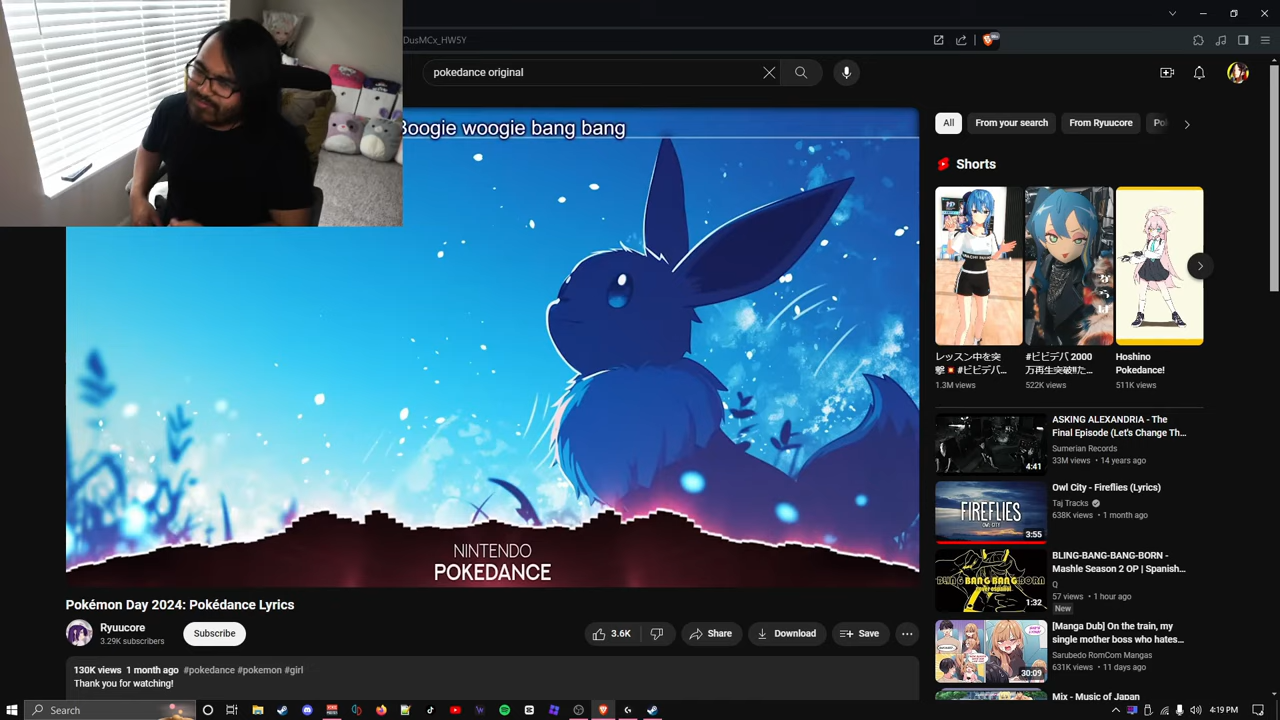 DusMCx_HW5Y
pokedance original
Boogie woogie bang bang
NINTENDO
POKEDANCE
Pokémon Day 2024: Pokédance Lyrics
Ryuucore
3.29K subscribers
Subscribe
3.6K
Share
Download
Save
130K views 1 month ago #pokedance #pokemon #girl
Thank you for watching!
All
From your search
From Ryuucore
Shorts
レッスン中を突
撃💥 #ビビデバ...
1.3M views
#ビビデバ 2000
万再生突破!!た...
522K views
Hoshino
Pokedance!
511K views
ASKING ALEXANDRIA - The
Final Episode (Let's Change Th...
Sumerian Records
33M views • 14 years ago
4:41
Owl City - Fireflies (Lyrics)
Taj Tracks
638K views • 1 month ago
FIREFLIES
OWL CITY
3:55
BLING-BANG-BANG-BORN -
Mashle Season 2 OP | Spanish...
Q
57 views • 1 hour ago
New
1:32
[Manga Dub] On the train, my
single mother boss who hates...
Sarubedo RomCom Mangas
631K views • 11 days ago
30:09
Mix - Music of Japan
Search
4:19 PM